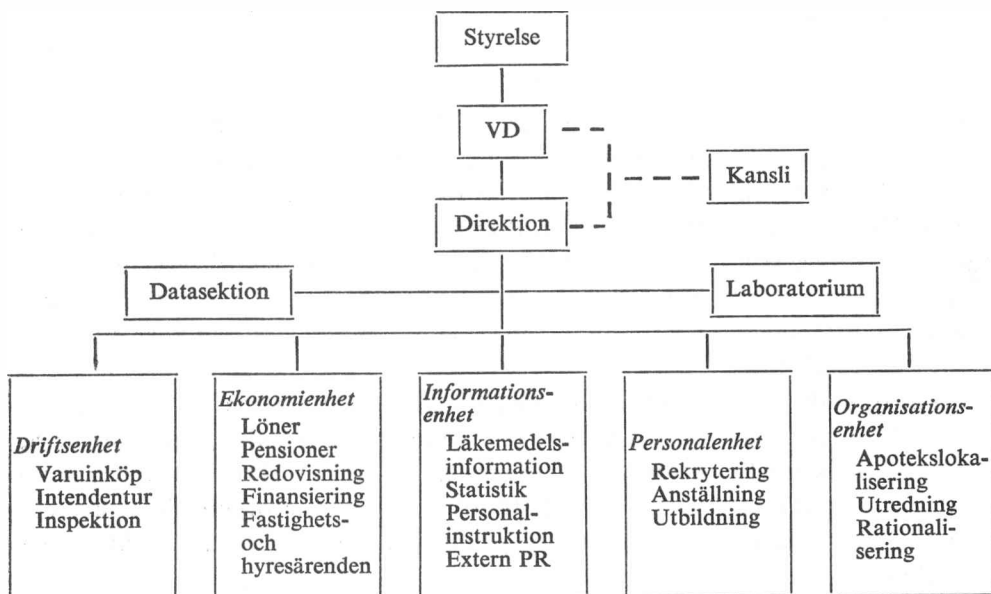 Styrelse
VD
Kansli
Direktion
Datasektion
Laboratorium
Driftsenhet
Varuinköp
Intendentur
Inspektion
Ekonomienhet
Löner
Pensioner
Redovisning
Finansiering
Fastighets-
och
hyresärenden
Informations-
enhet
Läkemedels-
information
Statistik
Personal-
instruktion
Extern PR
Personalenhet
Rekrytering
Anställning
Utbildning
Organisations-
enhet
Apoteksloka-
lisering
Utredning
Rationali-
sering